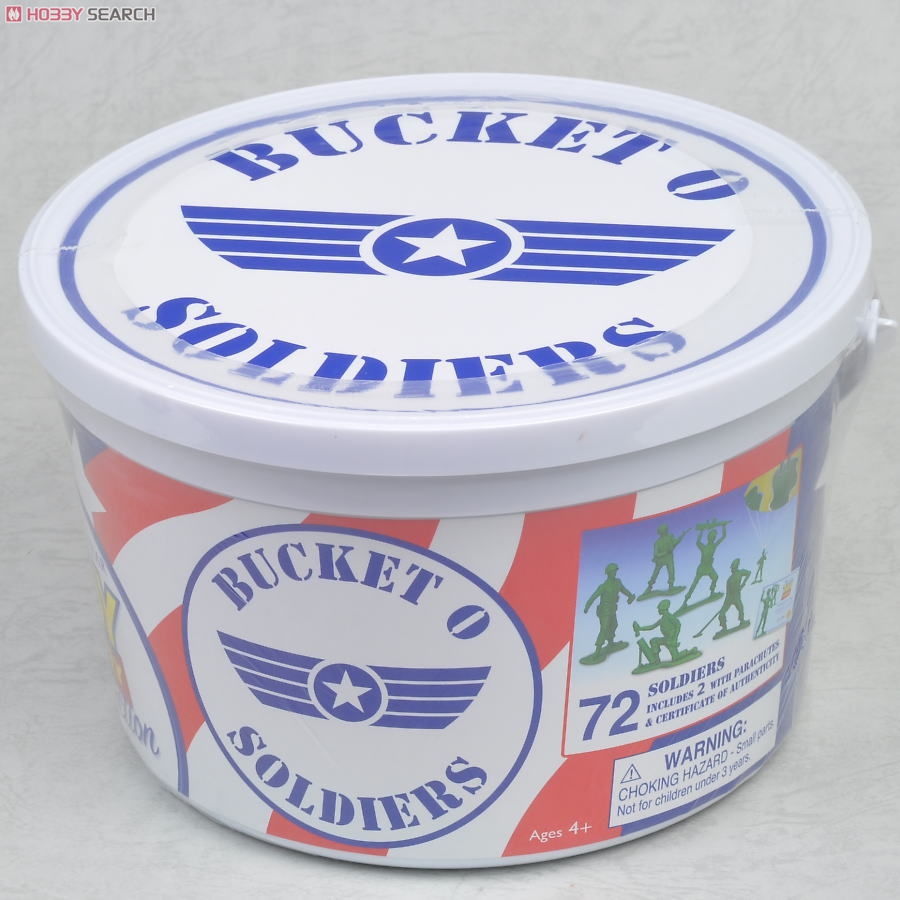 HOBBY SEARCH
BUCKET O
SOLDIERS
BUCKET O
SOLDIERS
72 SOLDIERS
INCLUDES 2 WITH PARACHUTES
& CERTIFICATE OF AUTHENTICITY
WARNING:
CHOKING HAZARD - Small parts
Not for children under 3 years.
Ages 4+